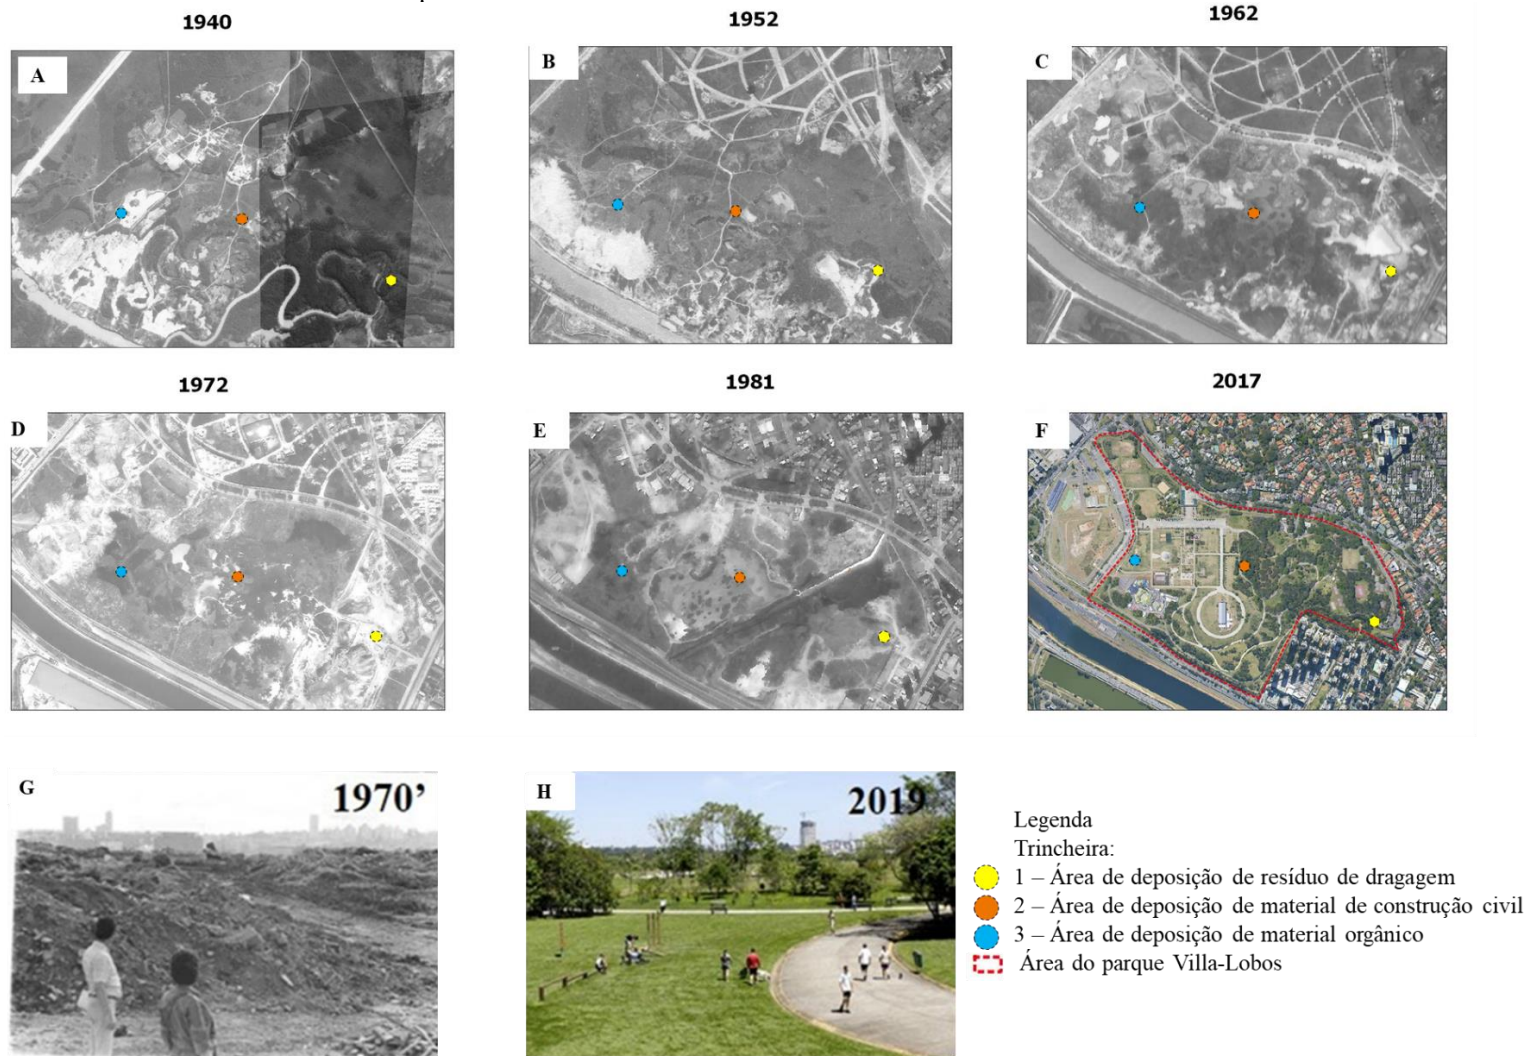 1940
1952
1962
A
B
C
1972
1981
2017
D
E
F
G
1970’
H
2019
Legenda
Trincheira:
1 – Área de deposição de resíduo de dragagem
2 – Área de deposição de material de construção civil
3 – Área de deposição de material orgânico
Área do parque Villa-Lobos